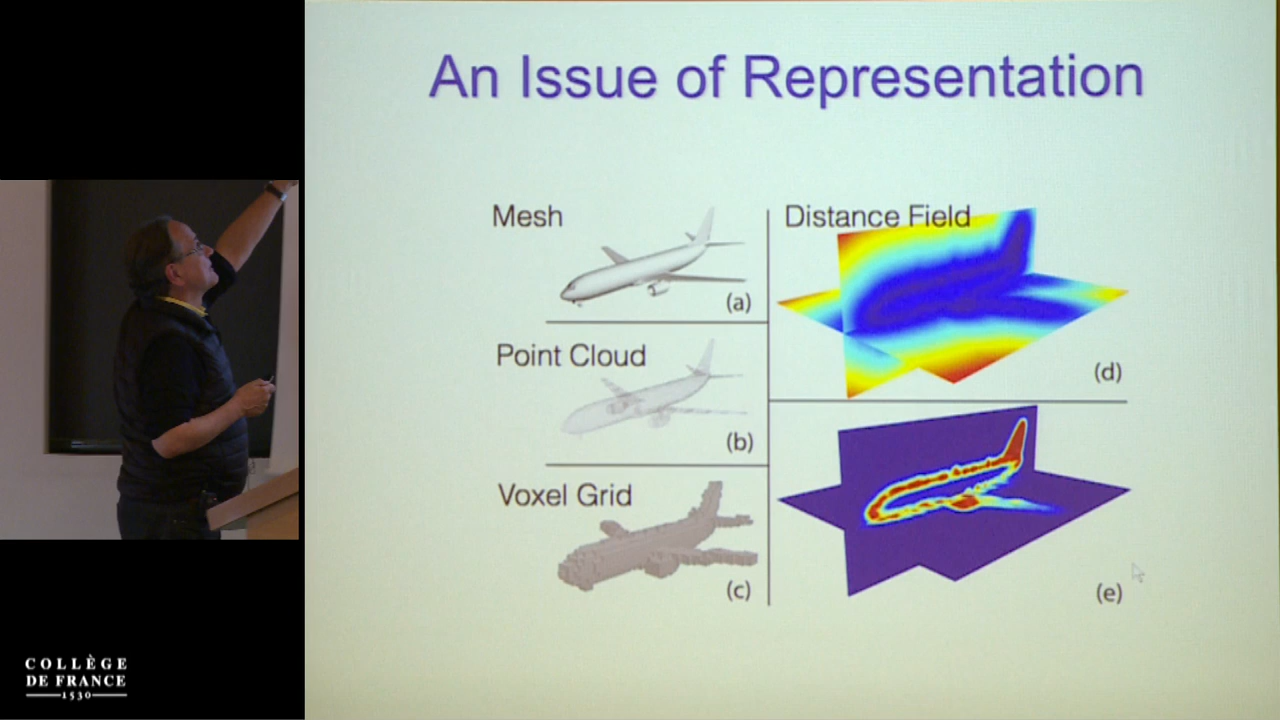 An Issue of Representation
Mesh
(a)
Point Cloud
(b)
Voxel Grid
(c)
Distance Field
(d)
(e)
COLLÈGE
DE FRANCE
1530